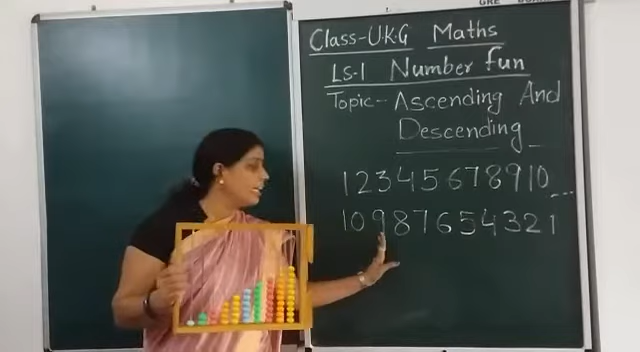 Class-U.K.G Maths
LS-1 Number fun
Topic- Ascending And
Descending
1 2 3 4 5 6 7 8 9 10
10 9 8 7 6 5 4 3 2 1